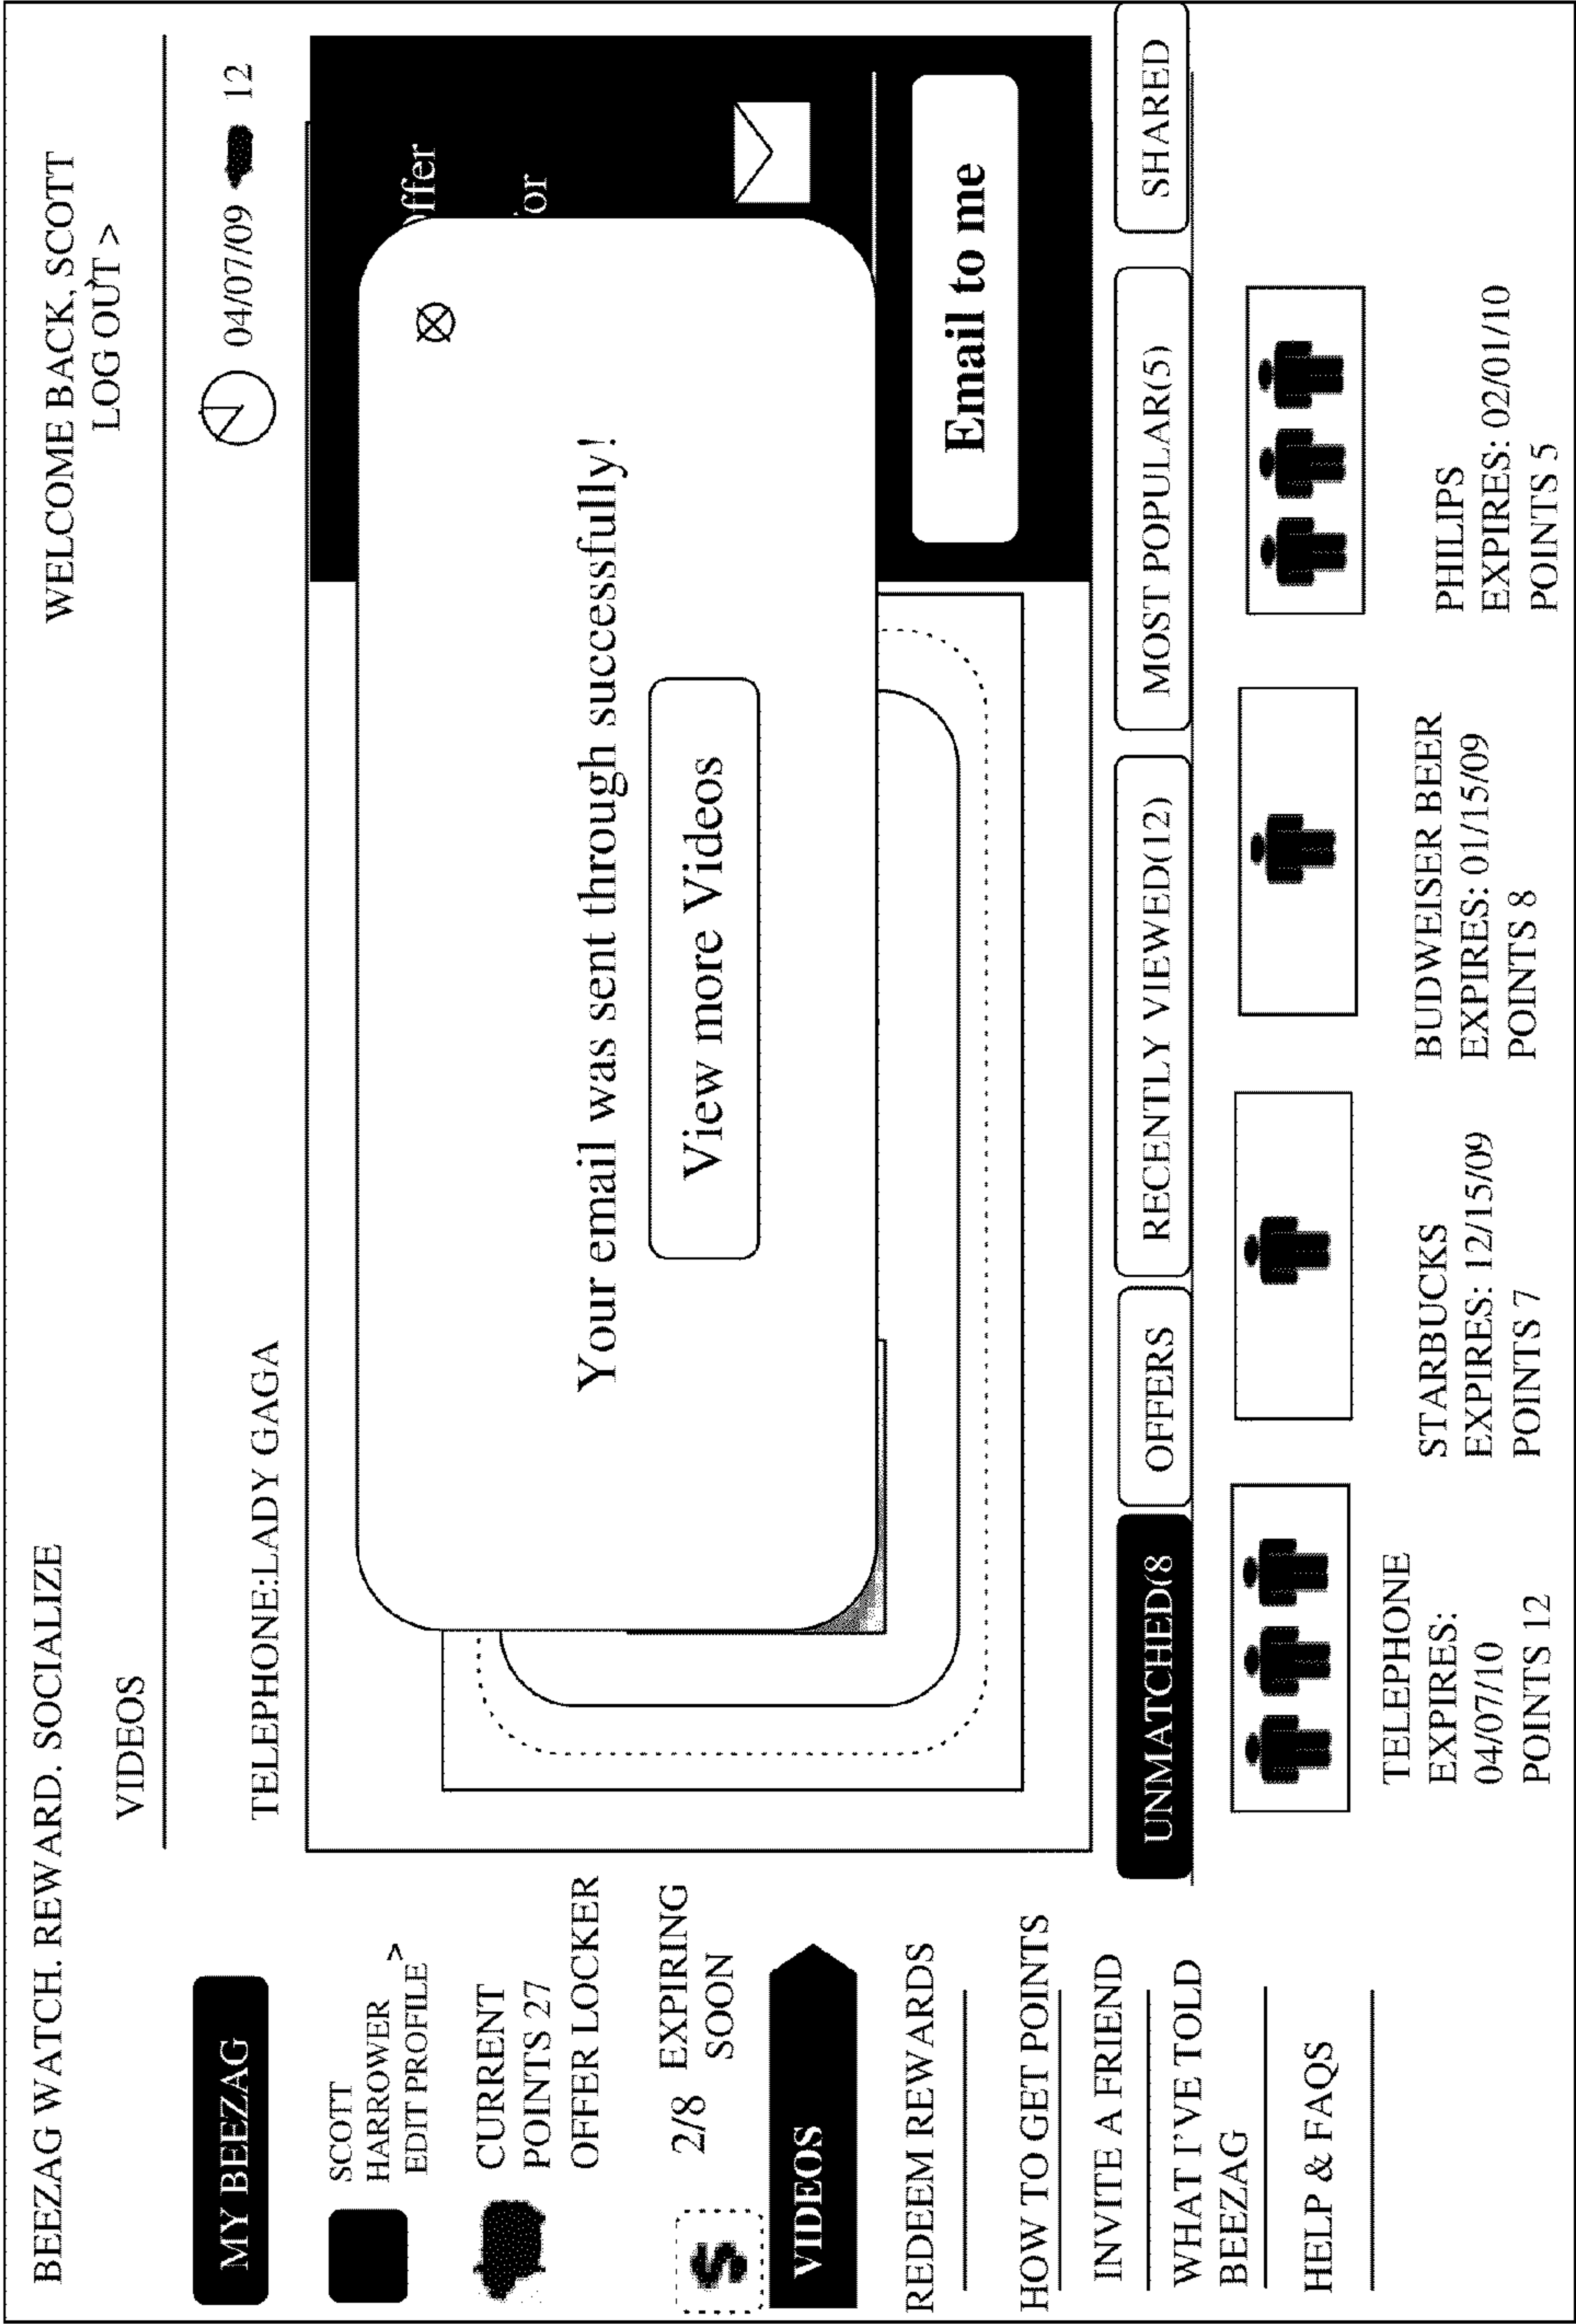 BEEZAG WATCH. REWARD. SOCIALIZE
WELCOME BACK, SCOTT
LOG OUT >
VIDEOS
MY BEEZAG
SCOTT
HARROWER
EDIT PROFILE >
CURRENT
POINTS 27
OFFER LOCKER
2/8 EXPIRING
SOON
VIDEOS
REDEEM REWARDS
HOW TO GET POINTS
INVITE A FRIEND
WHAT I'VE TOLD
BEEZAG
HELP & FAQS
TELEPHONE:LADY GAGA
04/07/09 12
Your email was sent through successfully!
View more Videos
Email to me
UNMATCHED(8
OFFERS
RECENTLY VIEWED(12)
MOST POPULAR(5)
SHARED
TELEPHONE
EXPIRES:
04/07/10
POINTS 12
STARBUCKS
EXPIRES: 12/15/09
POINTS 7
BUDWEISER BEER
EXPIRES: 01/15/09
POINTS 8
PHILIPS
EXPIRES: 02/01/10
POINTS 5